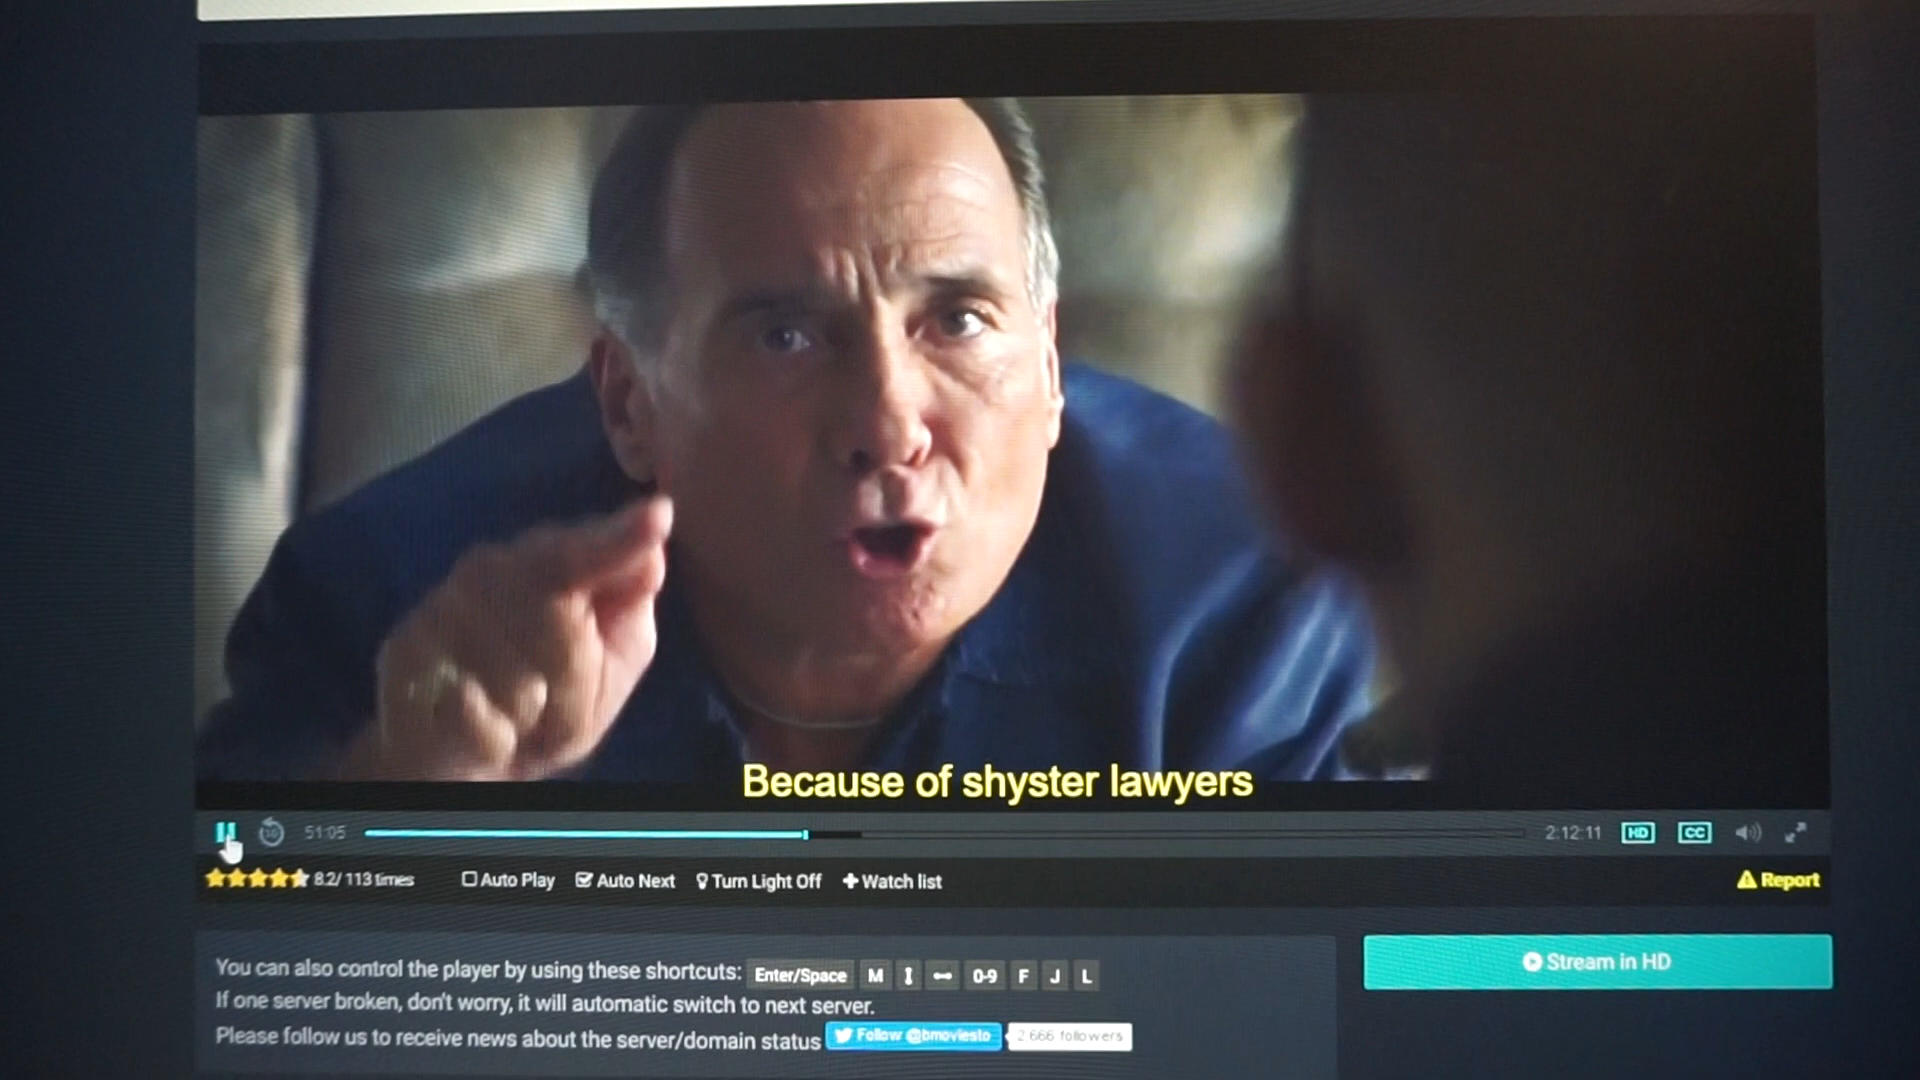 Because of shyster lawyers
51:05 2:12:11 HD CC
8.2/ 113 times Auto Play Auto Next Turn Light Off Watch list Report
You can also control the player by using these shortcuts: Enter/Space M 0-9 F J L
Stream in HD
If one server broken, don't worry, it will automatic switch to next server.
Please follow us to receive news about the server/domain status Follow @bmoviesto 2,666 followers